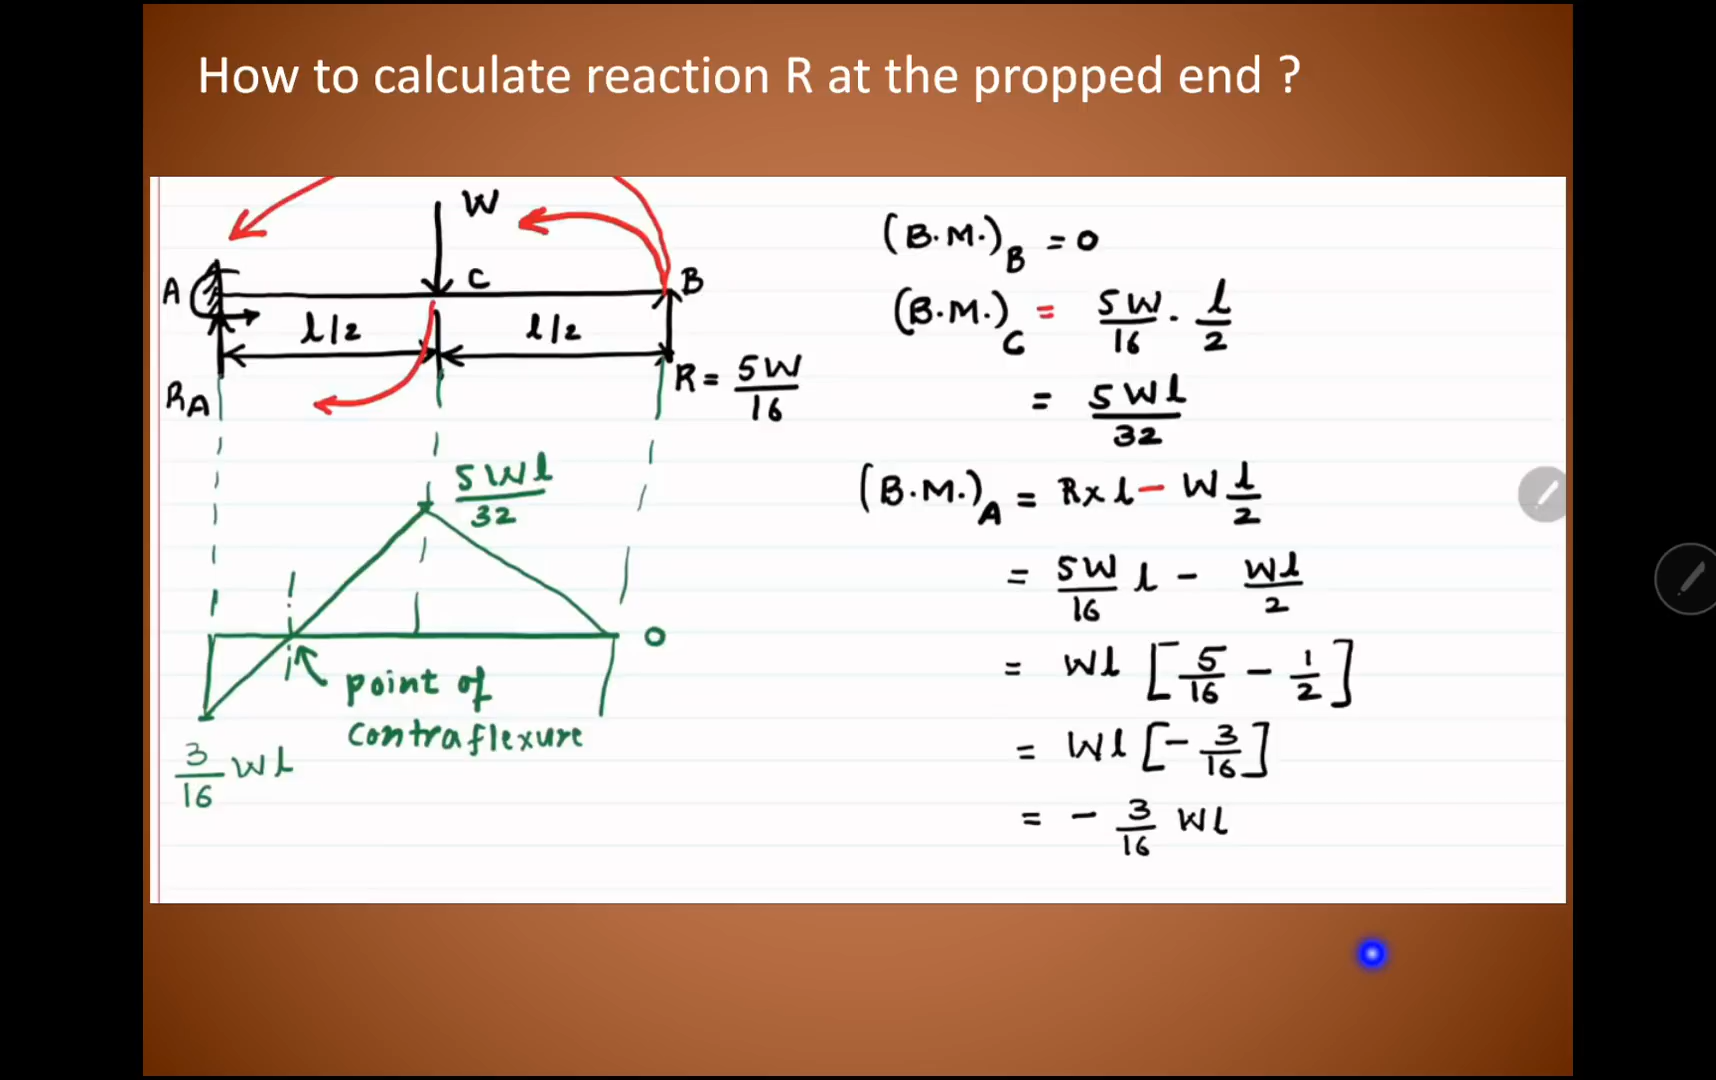 How to calculate reaction R at the propped end ?
W
A
C
B
l/2
l/2
RA
R = 5W/16
5Wl/32
0
point of
contraflexure
3/16 Wl
(B.M.)B = 0
(B.M.)C = 5W/16 . l/2
= 5Wl/32
(B.M.)A = R x l - W l/2
= 5W/16 l - Wl/2
= Wl [5/16 - 1/2]
= Wl [- 3/16]
= - 3/16 Wl